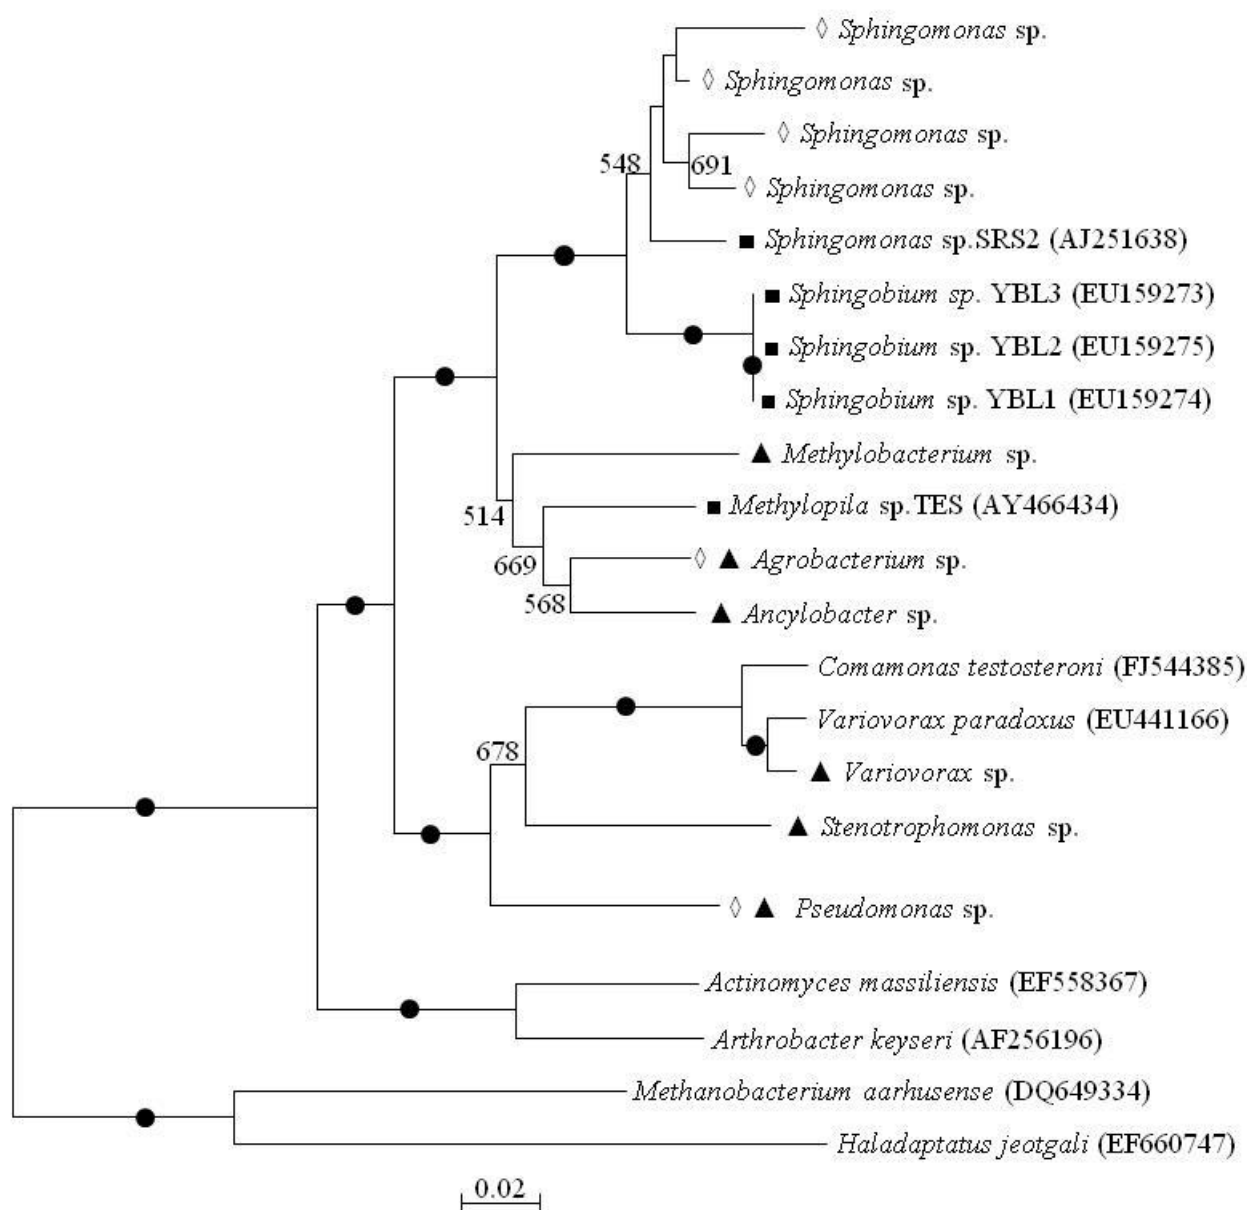 ◊ Sphingomonas sp.
◊ Sphingomonas sp.
◊ Sphingomonas sp.
548
691
◊ Sphingomonas sp.
■ Sphingomonas sp.SRS2 (AJ251638)
■ Sphingobium sp. YBL3 (EU159273)
■ Sphingobium sp. YBL2 (EU159275)
■ Sphingobium sp. YBL1 (EU159274)
▲ Methylobacterium sp.
■ Methylopila sp.TES (AY466434)
514
◊ ▲ Agrobacterium sp.
669
568
▲ Ancylobacter sp.
Comamonas testosteroni (FJ544385)
Variovorax paradoxus (EU441166)
678
▲ Variovorax sp.
▲ Stenotrophomonas sp.
◊ ▲ Pseudomonas sp.
Actinomyces massiliensis (EF558367)
Arthrobacter keyseri (AF256196)
Methanobacterium aarhusense (DQ649334)
Haladaptatus jeotgali (EF660747)
0.02